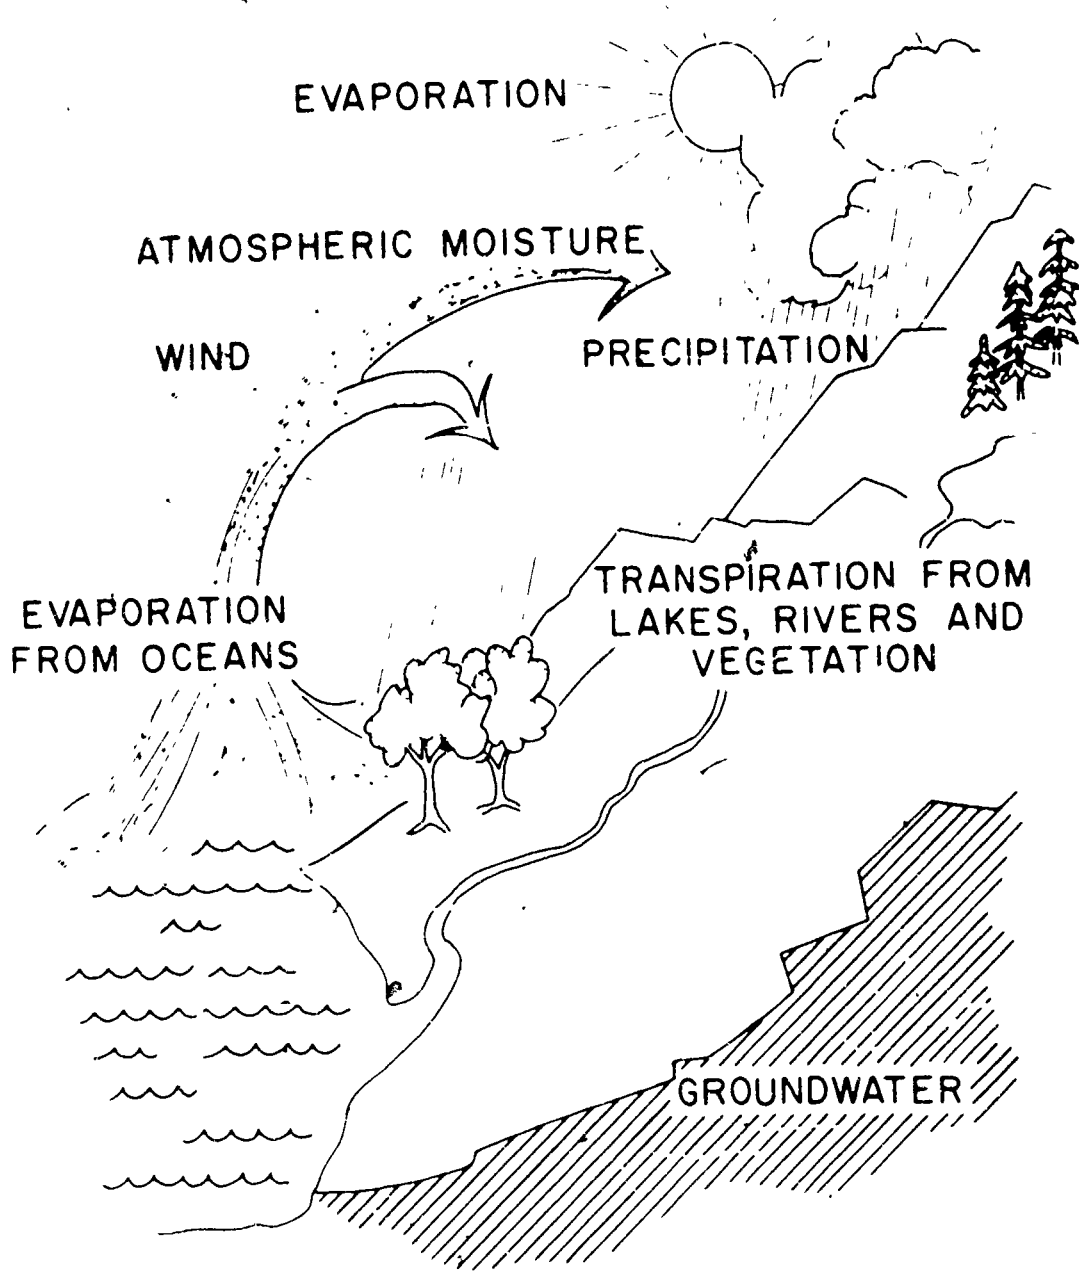 EVAPORATION
ATMOSPHERIC MOISTURE
WIND
PRECIPITATION
TRANSPIRATION FROM
LAKES, RIVERS AND
VEGETATION
EVAPORATION
FROM OCEANS
GROUNDWATER